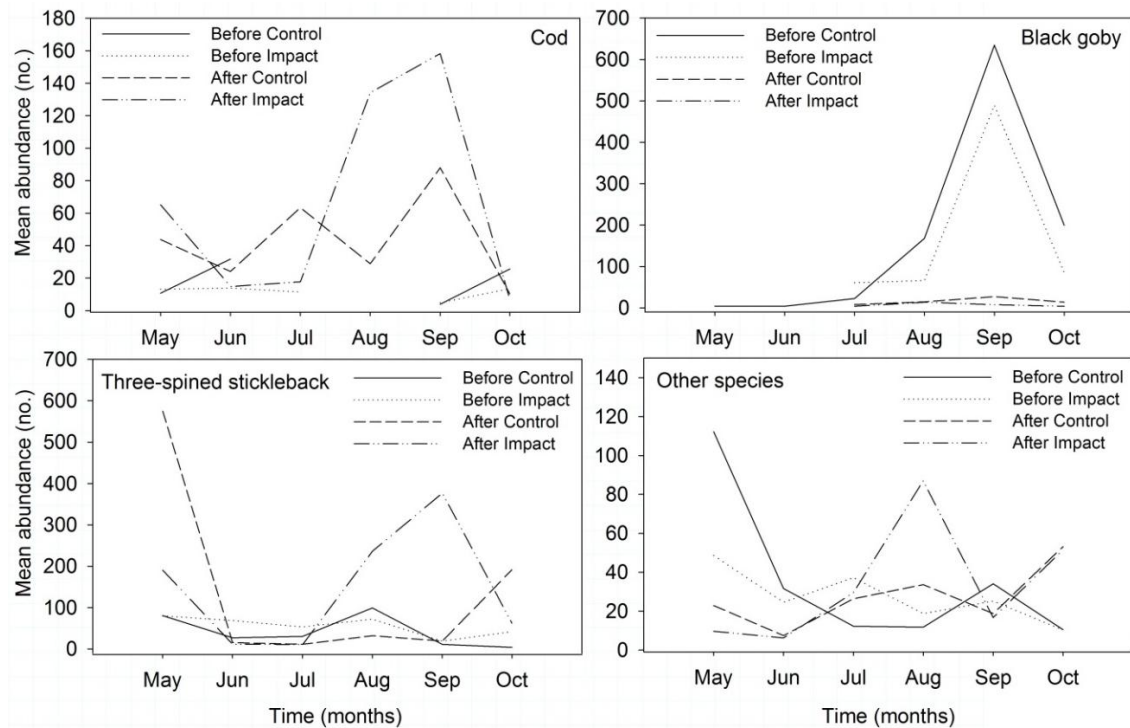 180
160
140
120
100
80
60
40
20
0
Mean abundance (no.)
Before Control
Before Impact
After Control
After Impact
Cod
May Jun Jul Aug Sep Oct
700
600
500
400
300
200
100
0
Before Control
Before Impact
After Control
After Impact
Black goby
May Jun Jul Aug Sep Oct
700
600
500
400
300
200
100
0
Mean abundance (no.)
Three-spined stickleback
Before Control
Before Impact
After Control
After Impact
May Jun Jul Aug Sep Oct
Time (months)
140
120
100
80
60
40
20
0
Other species
Before Control
Before Impact
After Control
After Impact
May Jun Jul Aug Sep Oct
Time (months)